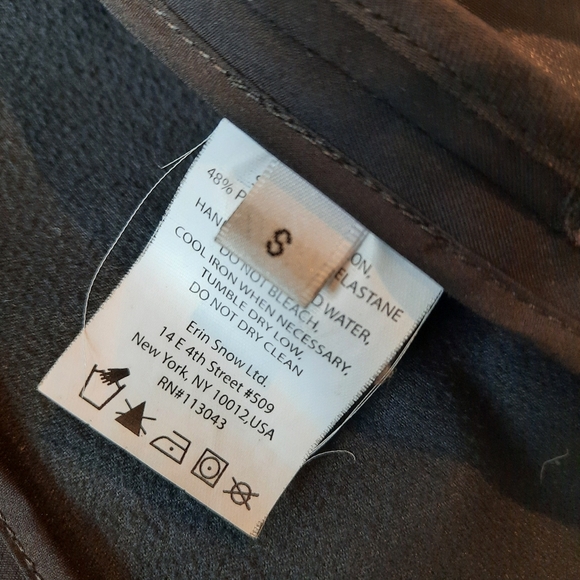 48% P
ON,
ELASTANE
HAN
D WATER,
DO NOT BLEACH,
COOL IRON WHEN NECESSARY,
TUMBLE DRY LOW,
DO NOT DRY CLEAN
Erin Snow Ltd.
14 E 4th Street #509
New York, NY 10012,USA
RN#113043
S